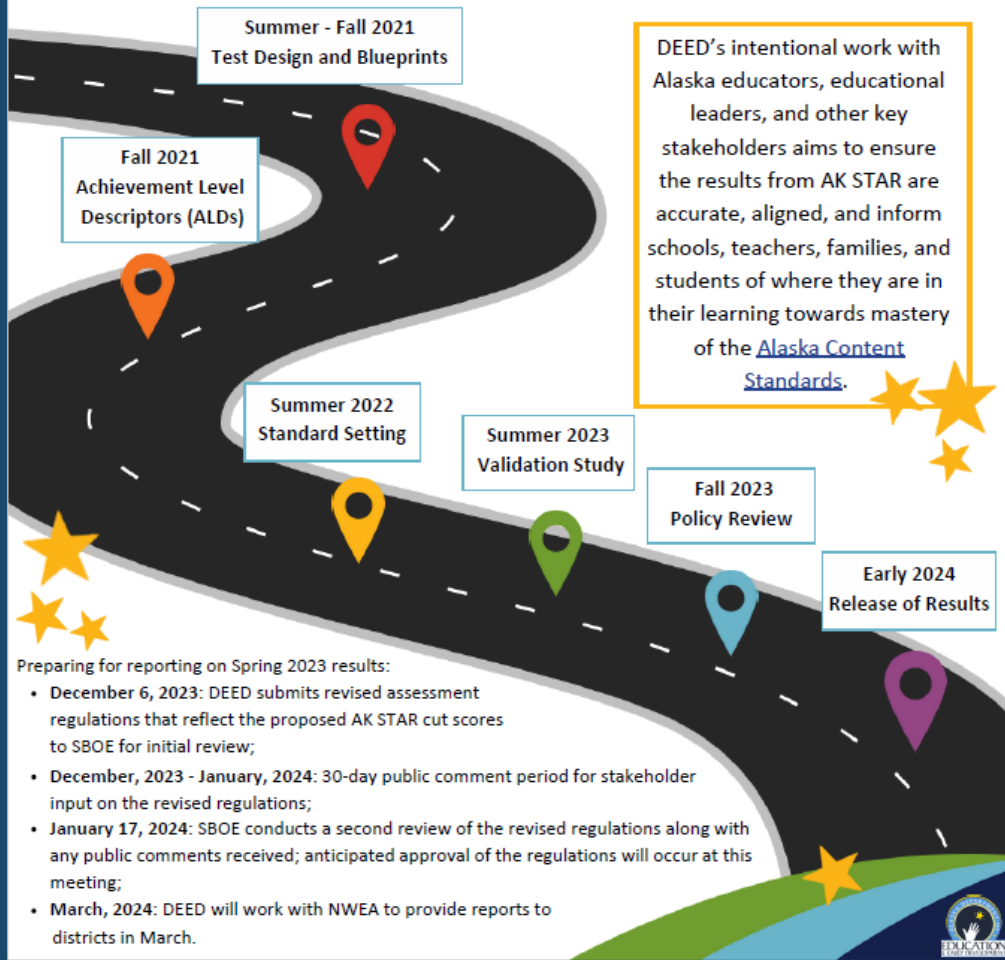 Summer - Fall 2021
Test Design and Blueprints
DEED's intentional work with
Alaska educators, educational
leaders, and other key
stakeholders aims to ensure
the results from AK STAR are
accurate, aligned, and inform
schools, teachers, families, and
students of where they are in
their learning towards mastery
of the Alaska Content
Standards.
Fall 2021
Achievement Level
Descriptors (ALDs)
Summer 2022
Standard Setting
Summer 2023
Validation Study
Fall 2023
Policy Review
Early 2024
Release of Results
Preparing for reporting on Spring 2023 results:
• December 6, 2023: DEED submits revised assessment
regulations that reflect the proposed AK STAR cut scores
to SBOE for initial review;
• December, 2023 - January, 2024: 30-day public comment period for stakeholder
input on the revised regulations;
• January 17, 2024: SBOE conducts a second review of the revised regulations along with
any public comments received; anticipated approval of the regulations will occur at this
meeting;
• March, 2024: DEED will work with NWEA to provide reports to
districts in March.
EDUCATION
& EARLY DEVELOPMENT